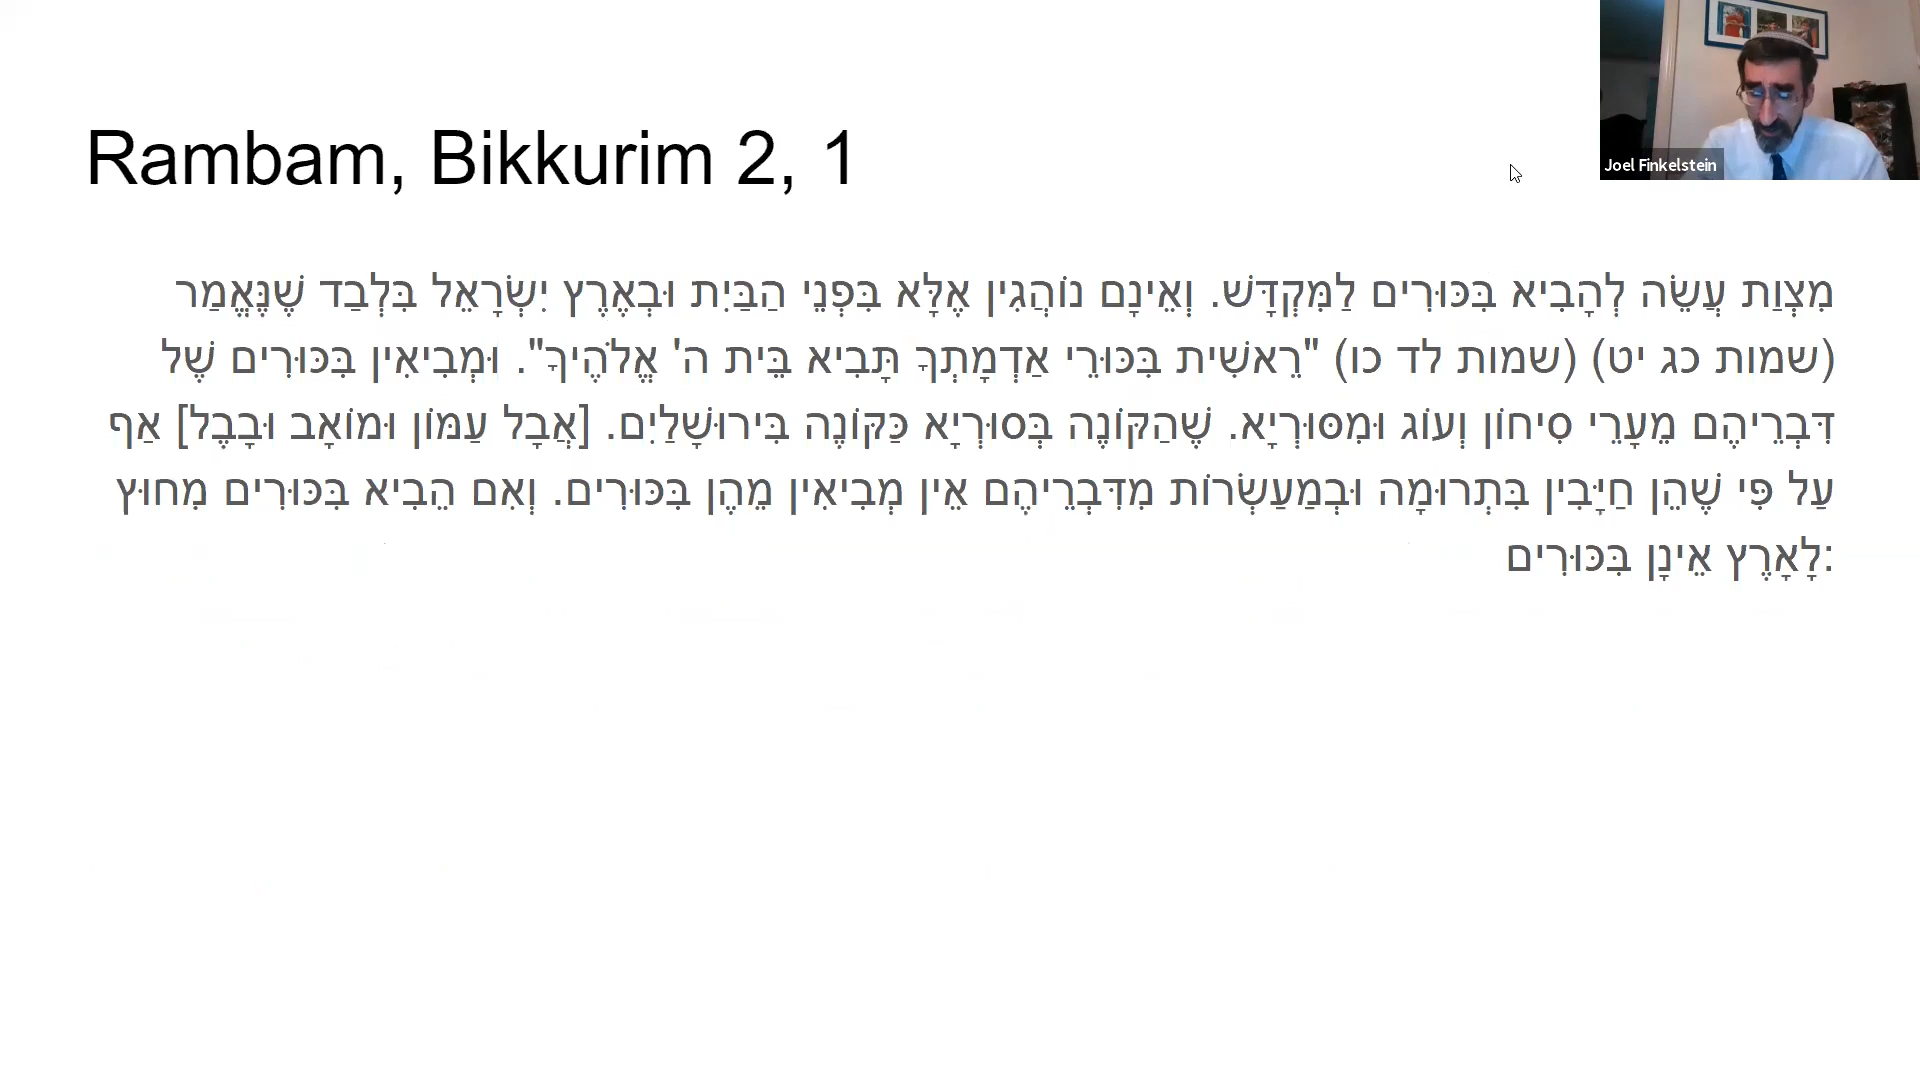 Rambam, Bikkurim 2, 1
Joel Finkelstein
מִצְוַת עֲשֵׂה לְהָבִיא בִּכּוּרִים לַמִּקְדָּשׁ. וְאֵינָם נוֹהֲגִין אֶלָּא בִּפְנֵי הַבַּיִת וּבְאֶרֶץ יִשְׂרָאֵל בִּלְבַד שֶׁנֶּאֱמַר
(שמות כג יט) (שמות לד כו) "רֵאשִׁית בִּכּוּרֵי אַדְמָתְךָ תָּבִיא בֵּית ה' אֱלֹהֶיךָ". וּמְבִיאִין בִּכּוּרִים שֶׁל
דִּבְרֵיהֶם מֵעָרֵי סִיחוֹן וְעוֹג וּמִסּוּרְיָא. שֶׁהַקּוֹנֶה בְּסוּרְיָא כַּקּוֹנֶה בִּירוּשָׁלַיִם. [אֲבָל עַמּוֹן וּמוֹאָב וּבָבֶל] אַף
עַל פִּי שֶׁהֵן חַיָּבִין בִּתְרוּמָה וּבְמַעַשְׂרוֹת מִדִּבְרֵיהֶם אֵין מְבִיאִין מֵהֶן בִּכּוּרִים. וְאִם הֵבִיא בִּכּוּרִים מִחוּץ
לָאָרֶץ אֵינָן בִּכּוּרִים: